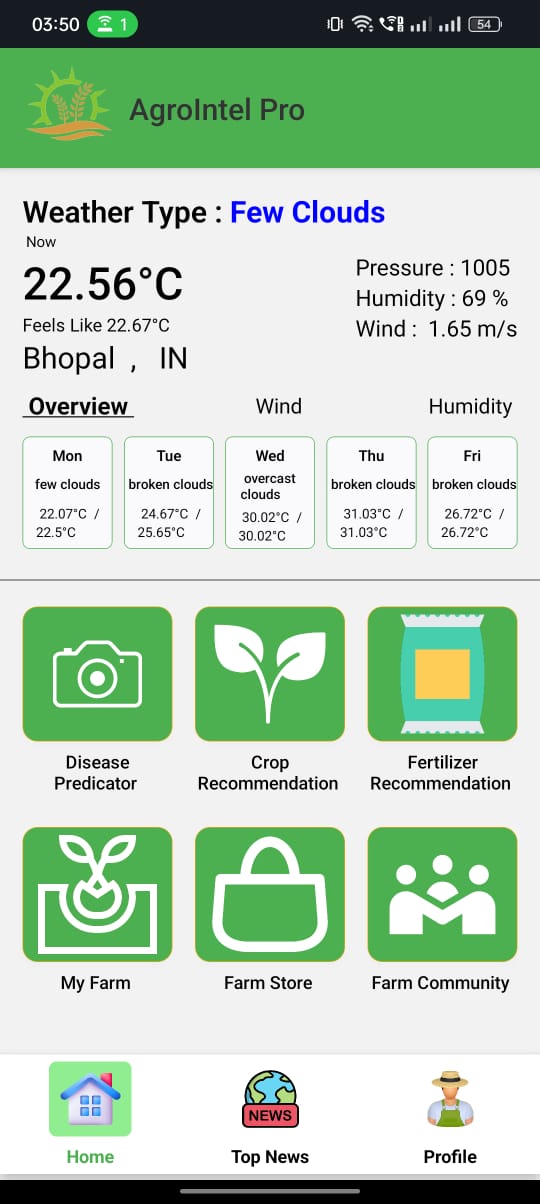 03:50 1 54
AgroIntel Pro
Weather Type : Few Clouds
Now
22.56°C
Feels Like 22.67°C
Bhopal , IN
Pressure : 1005
Humidity : 69 %
Wind : 1.65 m/s
Overview Wind Humidity
Mon
few clouds
22.07°C /
22.5°C
Tue
broken clouds
24.67°C /
25.65°C
Wed
overcast
clouds
30.02°C /
30.02°C
Thu
broken clouds
31.03°C /
31.03°C
Fri
broken clouds
26.72°C /
26.72°C
Disease
Predicator
Crop
Recommendation
Fertilizer
Recommendation
My Farm
Farm Store
Farm Community
NEWS
Home
Top News
Profile